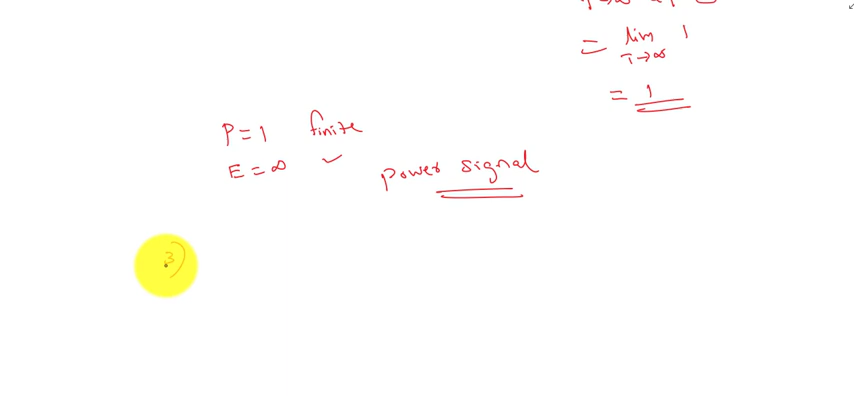 = lim 1
T→∞
= 1
P = 1 finite
E = ∞ ✓
power signal
3)